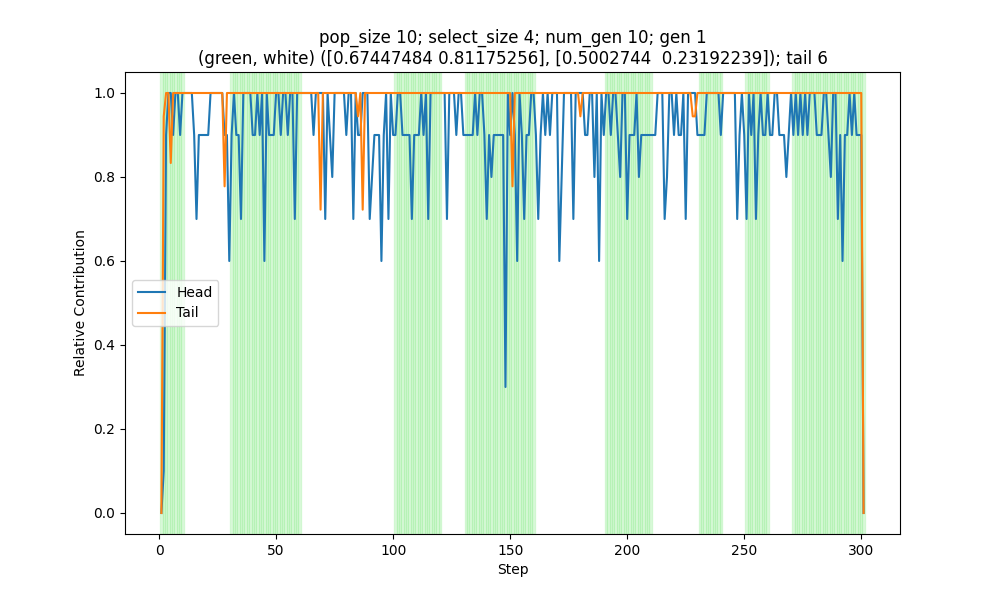 pop_size 10; select_size 4; num_gen 10; gen 1
(green, white) ([0.67447484 0.81175256], [0.5002744  0.23192239]); tail 6
1.0
0.8
0.6
0.4
0.2
0.0
Relative Contribution
Head
Tail
0
50
100
150
200
250
300
Step